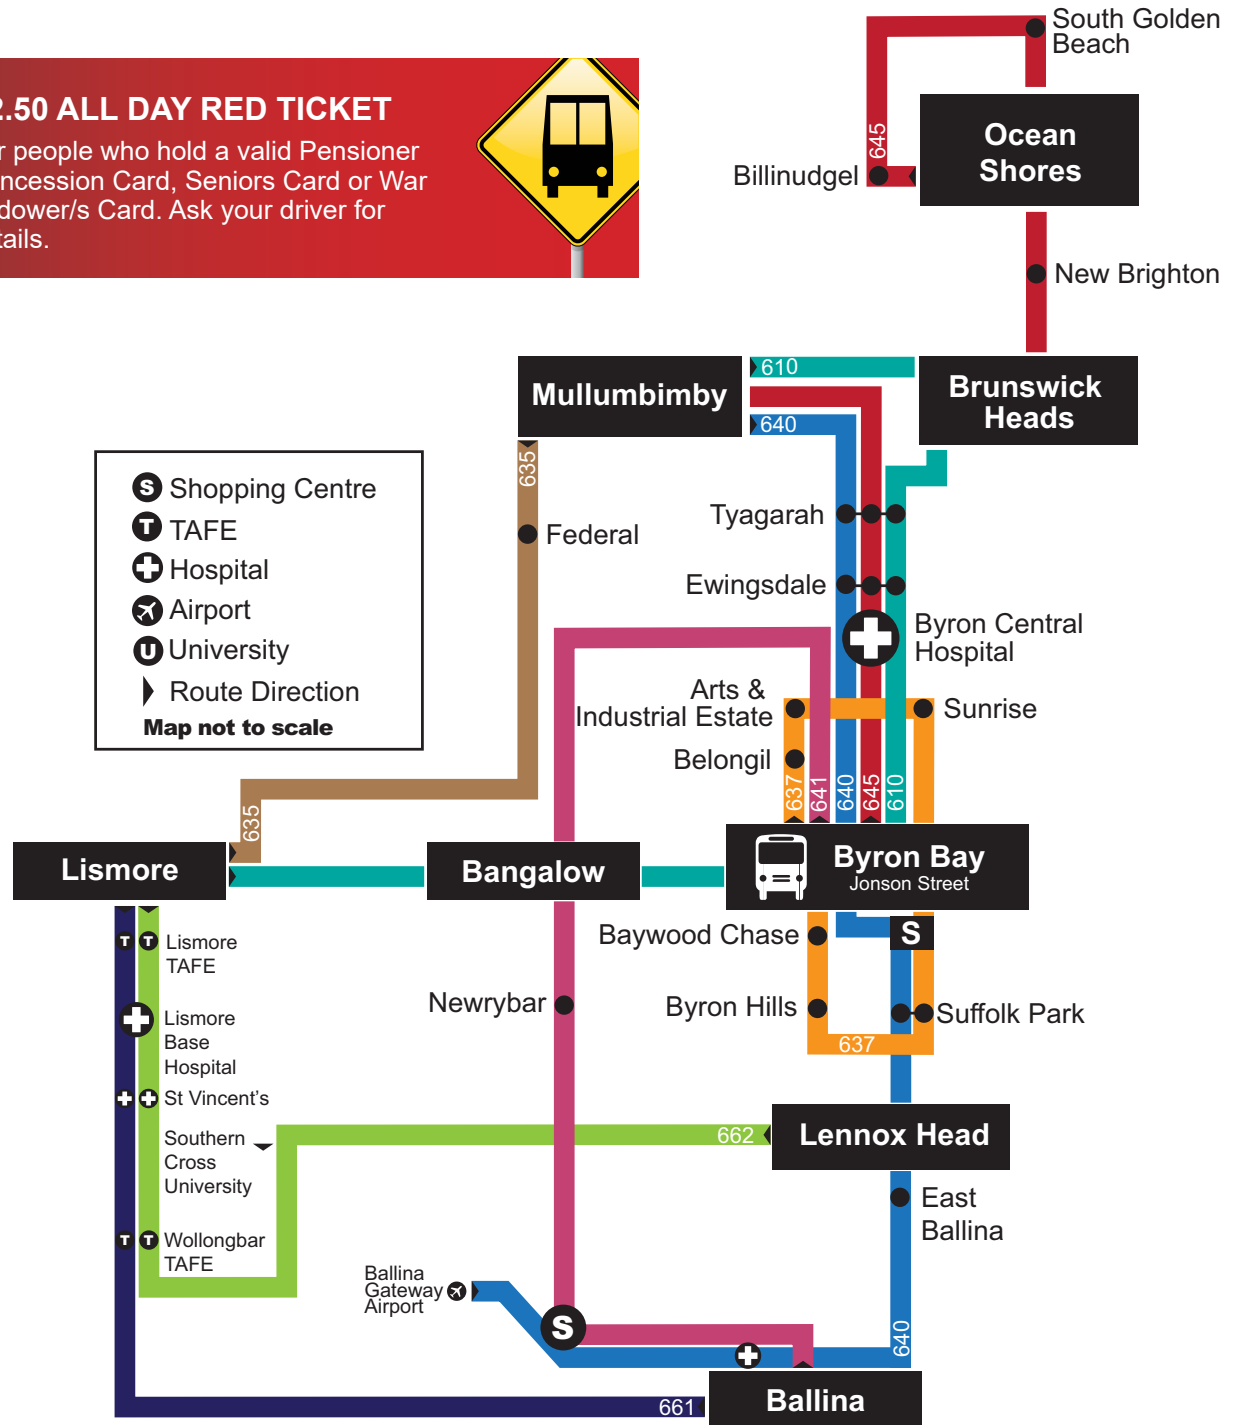 South Golden
Beach
2.50 ALL DAY RED TICKET
r people who hold a valid Pensioner
ncession Card, Seniors Card or War
dower/s Card. Ask your driver for
tails.
645
Ocean
Shores
Billinudgel
New Brighton
610
Mullumbimby
640
Brunswick
Heads
635
S Shopping Centre
T TAFE
Hospital
Airport
U University
Route Direction
Map not to scale
Federal
Tyagarah
Ewingsdale
Byron Central
Hospital
Arts &
Industrial Estate
Sunrise
Belongil
637
641
640
645
610
635
Lismore
Bangalow
Byron Bay
Jonson Street
S
Baywood Chase
T T Lismore
TAFE
Newrybar
Byron Hills
Suffolk Park
637
Lismore
Base
Hospital
St Vincent's
Southern
Cross
University
662
Lennox Head
East
Ballina
T T Wollongbar
TAFE
Ballina
Gateway
Airport
S
640
661
Ballina